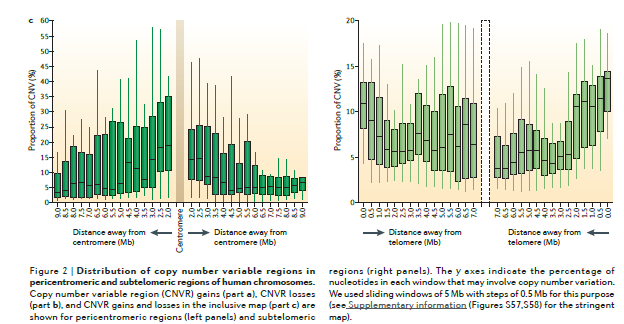 c
Proportion of CNV (%)
60
55
50
45
40
35
30
25
20
15
10
5
0
9.0 8.5 8.0 7.5 7.0 6.5 6.0 5.5 5.0 4.5 4.0 3.5 3.0 2.5 2.0
Centromere
2.0 2.5 3.0 3.5 4.0 4.5 5.0 5.5 6.0 6.5 7.0 7.5 8.0 8.5 9.0
Distance away from
centromere (Mb)
Distance away from
centromere (Mb)
Proportion of CNV (%)
20
15
10
5
0
0.0 0.5 1.0 1.5 2.0 2.5 3.0 3.5 4.0 4.5 5.0 5.5 6.0 6.5 7.0
7.0 6.5 6.0 5.5 5.0 4.5 4.0 3.5 3.0 2.5 2.0 1.5 1.0 0.5 0.0
Distance away from
telomere (Mb)
Distance away from
telomere (Mb)
Figure 2 | Distribution of copy number variable regions in
pericentromeric and subtelomeric regions of human chromosomes.
Copy number variable region (CNVR) gains (part a), CNVR losses
(part b), and CNVR gains and losses in the inclusive map (part c) are
shown for pericentromeric regions (left panels) and subtelomeric
regions (right panels). The y axes indicate the percentage of
nucleotides in each window that may involve copy number variation.
We used sliding windows of 5 Mb with steps of 0.5 Mb for this purpose
(see Supplementary information (Figures S57,S58) for the stringent
map).